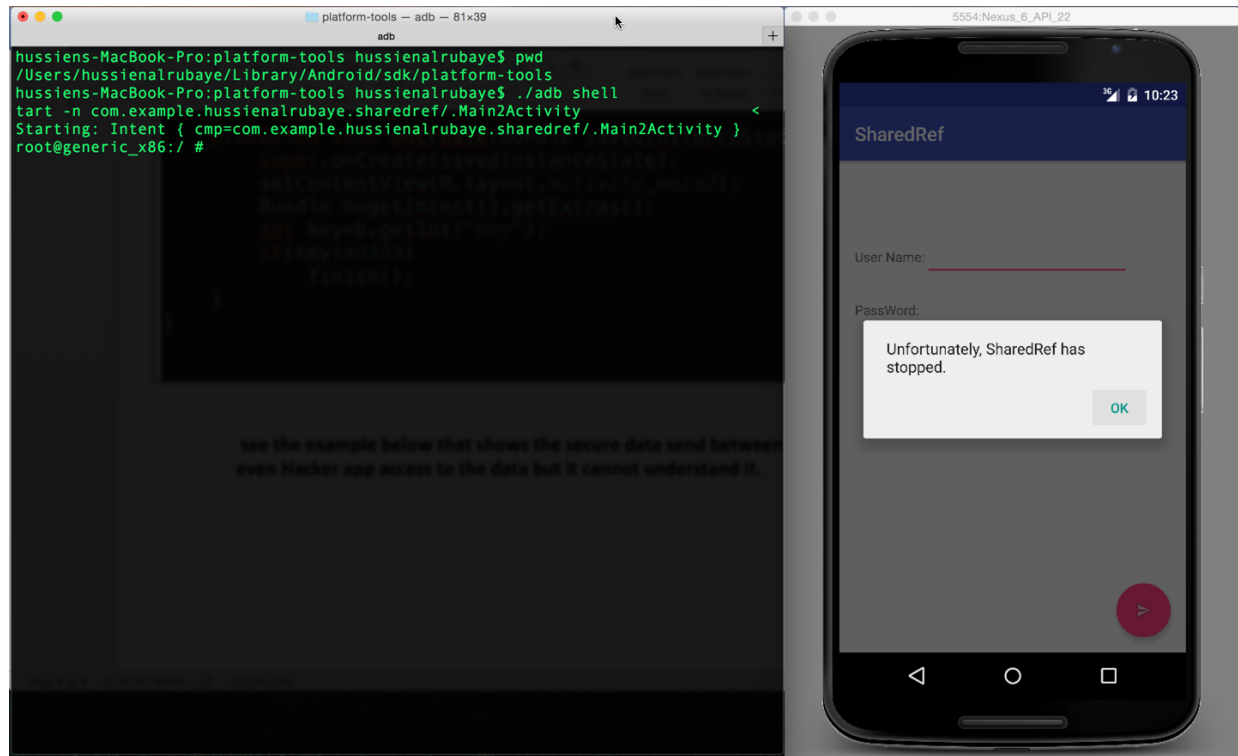 platform-tools — adb — 81×39
adb
+
hussiens-MacBook-Pro:platform-tools hussienalrubaye$ pwd
/Users/hussienalrubaye/Library/Android/sdk/platform-tools
hussiens-MacBook-Pro:platform-tools hussienalrubaye$ ./adb shell
tart -n com.example.hussienalrubaye.sharedref/.Main2Activity <
Starting: Intent { cmp=com.example.hussienalrubaye.sharedref/.Main2Activity }
root@generic_x86:/ #
super.onCreate(savedInstanceState);
setContentView(R.layout.activity_main2);
Bundle b=getIntent().getExtras();
int key=b.getInt("key");
finish();
}
}
see the example below that shows the secure data send between
even Hacker app access to the data but it cannot understand it.
5554:Nexus_6_API_22
3G 10:23
SharedRef
User Name:
PassWord:
Unfortunately, SharedRef has
stopped.
OK